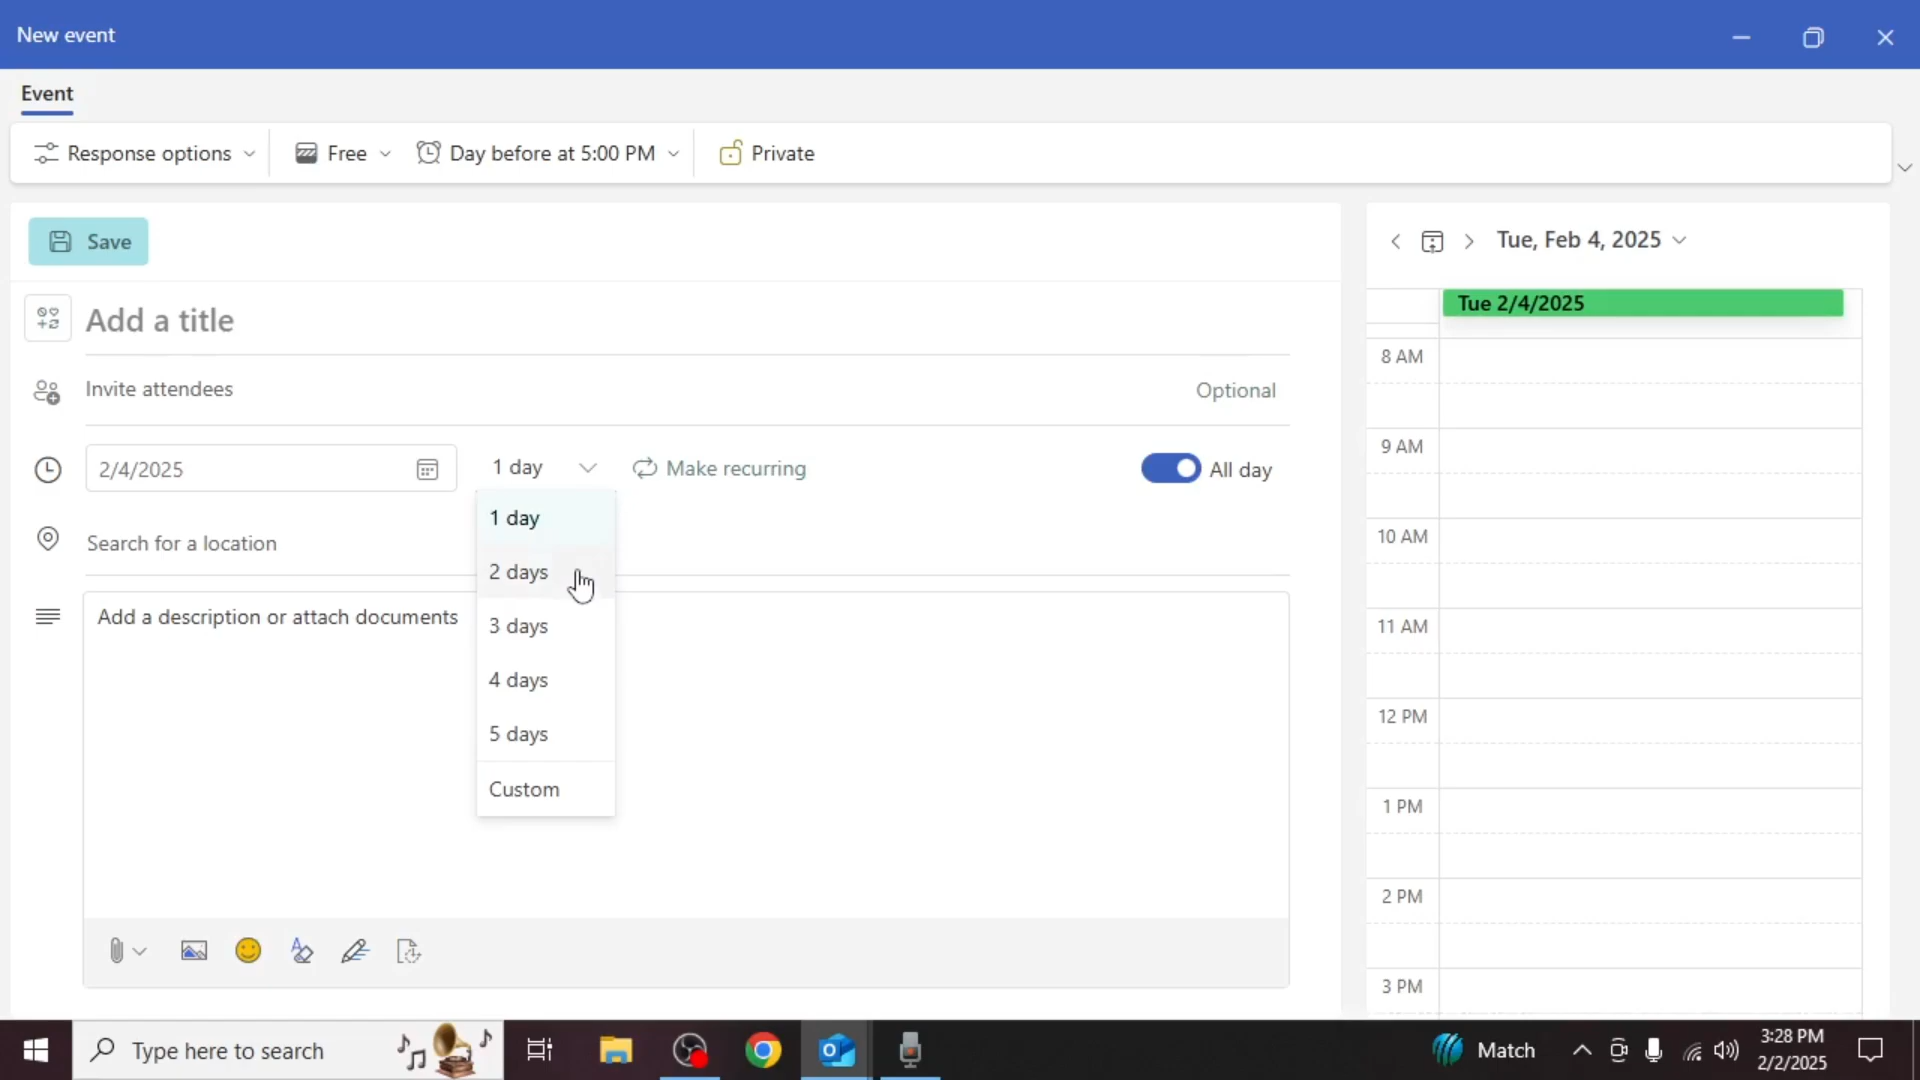 New event
Event
Response options
Free
Day before at 5:00 PM
Private
Save
Tue, Feb 4, 2025
Add a title
Tue 2/4/2025
Invite attendees
Optional
2/4/2025
1 day
Make recurring
All day
1 day
Search for a location
2 days
Add a description or attach documents
3 days
4 days
5 days
Custom
8 AM
9 AM
10 AM
11 AM
12 PM
1 PM
2 PM
3 PM
Type here to search
Match
3:28 PM
2/2/2025